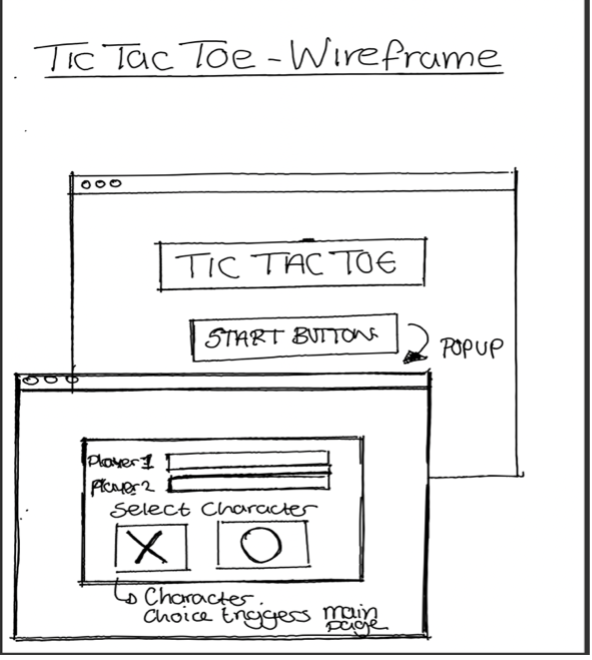 Tic Tac Toe - Wireframe
TIC TAC TOE
START BUTTON
POPUP
Player 1
Player 2
Select Character
X
O
Character
choice triggers main
page